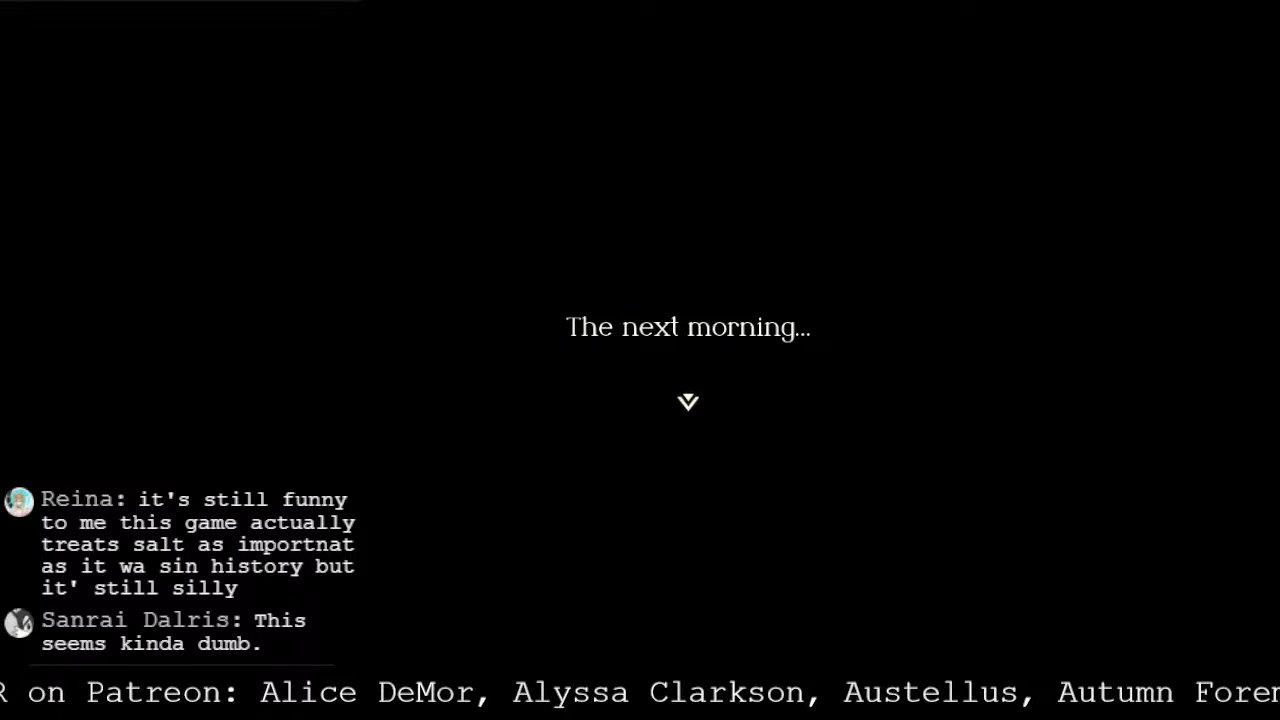 The next morning...
Reina: it's still funny
to me this game actually
treats salt as importnat
as it wa sin history but
it' still silly
Sanrai Dalris: This
seems kinda dumb.
R on Patreon: Alice DeMor, Alyssa Clarkson, Austellus, Autumn Foren